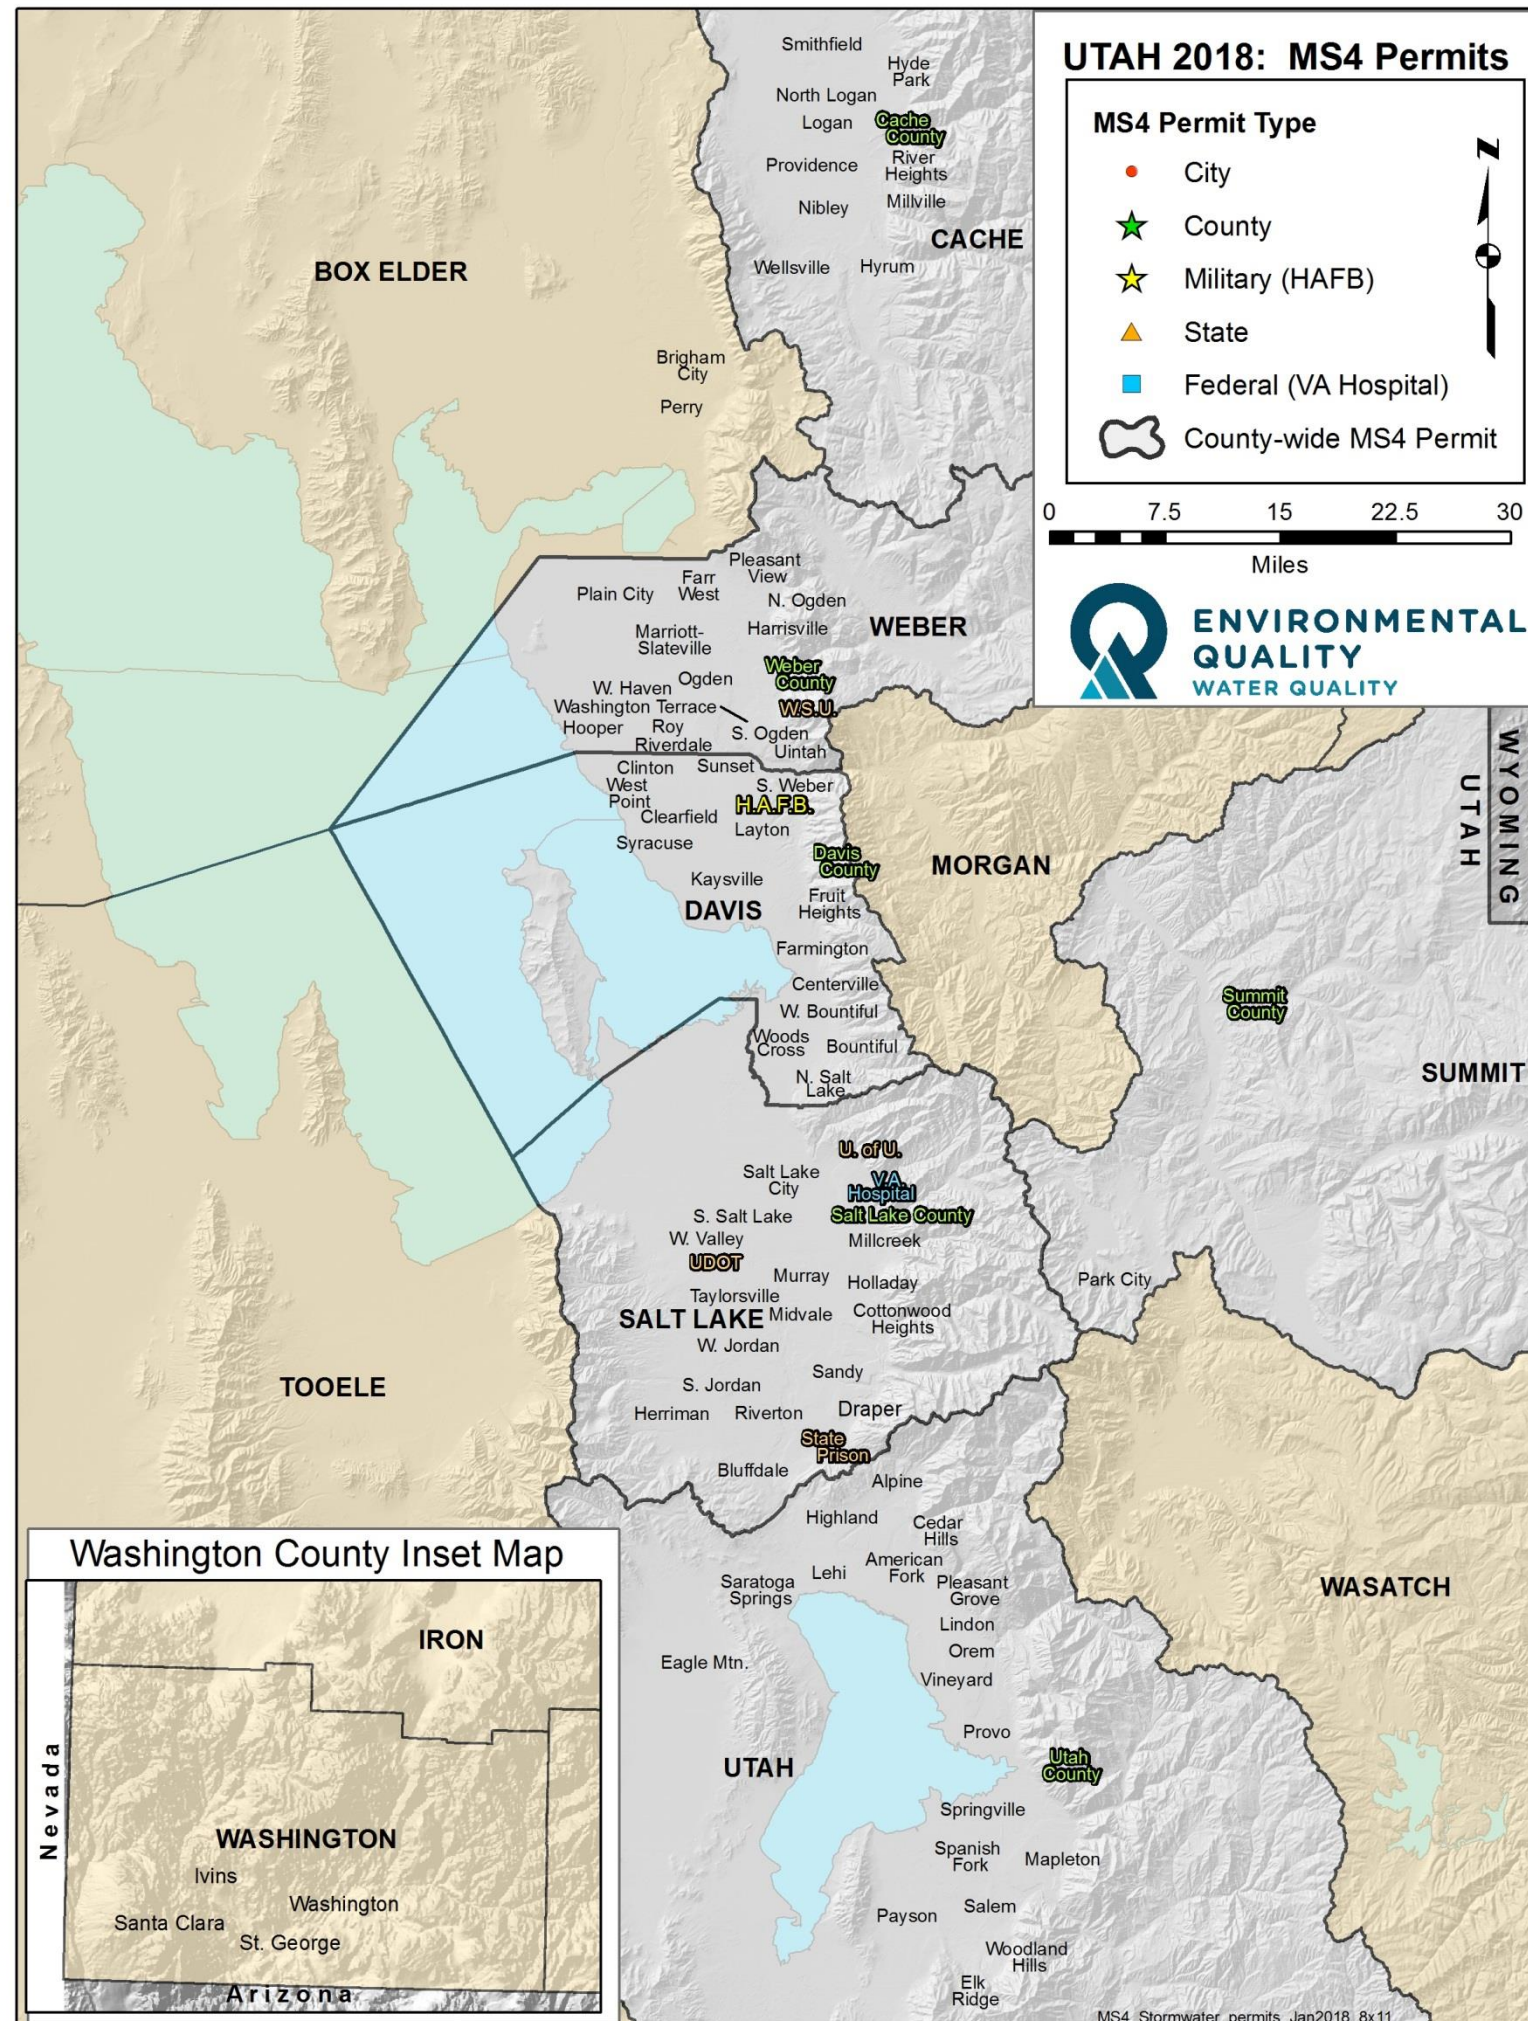 UTAH 2018: MS4 Permits
MS4 Permit Type
City
County
Military (HAFB)
State
Federal (VA Hospital)
County-wide MS4 Permit
N
0 7.5 15 22.5 30
Miles
ENVIRONMENTAL
QUALITY
WATER QUALITY
Smithfield
Hyde
Park
North Logan
Logan
Cache
County
Providence
River
Heights
Nibley
Millville
CACHE
Wellsville
Hyrum
BOX ELDER
Brigham
City
Perry
Pleasant
View
Farr
West
Plain City
N. Ogden
Harrisville
WEBER
Marriott-
Slateville
Weber
County
Ogden
W. Haven
W.S.U.
Washington Terrace
Hooper
Roy
S. Ogden
Riverdale
Uintah
Clinton
Sunset
West
Point
S. Weber
H.A.F.B.
Clearfield
Layton
Syracuse
Davis
County
MORGAN
Kaysville
Fruit
Heights
DAVIS
Farmington
Centerville
W. Bountiful
Woods
Cross
Bountiful
N. Salt
Lake
WYOMING
UTAH
Summit
County
SUMMIT
U. of U.
Salt Lake
City
V.A.
Hospital
S. Salt Lake
Salt Lake County
W. Valley
Millcreek
UDOT
Murray
Holladay
Park City
Taylorsville
SALT LAKE
Midvale
Cottonwood
Heights
W. Jordan
Sandy
S. Jordan
TOOELE
Herriman
Riverton
Draper
State
Prison
Bluffdale
Alpine
Highland
Cedar
Hills
American
Fork
Lehi
Saratoga
Springs
Pleasant
Grove
WASATCH
Lindon
Orem
Eagle Mtn.
Vineyard
Provo
UTAH
Utah
County
Springville
Spanish
Fork
Mapleton
Salem
Payson
Woodland
Hills
Elk
Ridge
MS4_Stormwater_permits_Jan2018_8x11
Washington County Inset Map
IRON
Nevada
WASHINGTON
Ivins
Washington
Santa Clara
St. George
Arizona